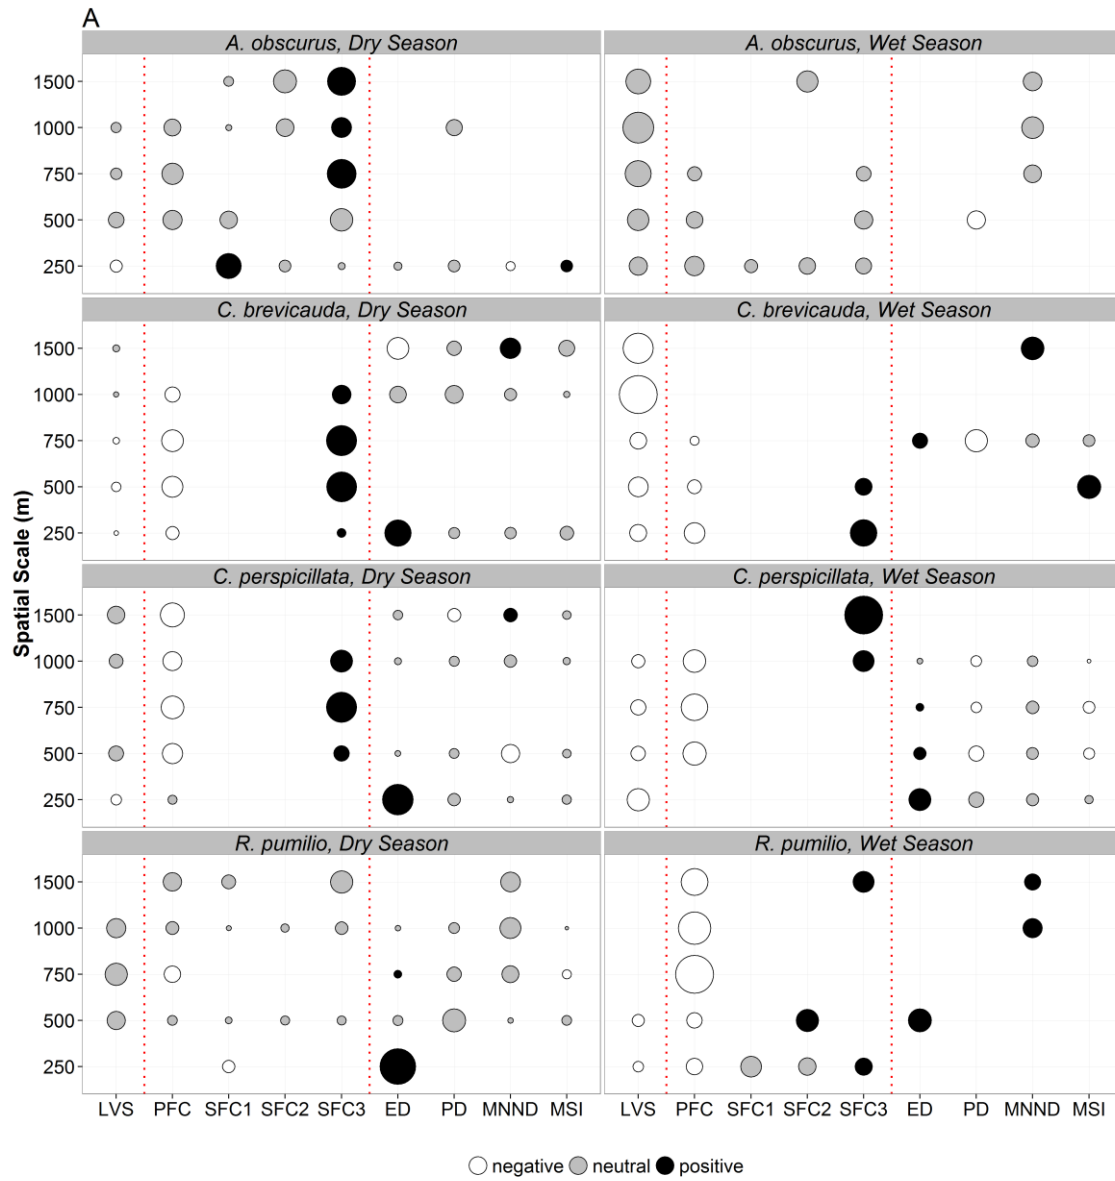 A
A. obscurus, Dry Season
A. obscurus, Wet Season
1500
1000
750
500
250
C. brevicauda, Dry Season
C. brevicauda, Wet Season
1500
1000
750
500
250
Spatial Scale (m)
C. perspicillata, Dry Season
C. perspicillata, Wet Season
1500
1000
750
500
250
R. pumilio, Dry Season
R. pumilio, Wet Season
1500
1000
750
500
250
LVS PFC SFC1 SFC2 SFC3 ED PD MNND MSI LVS PFC SFC1 SFC2 SFC3 ED PD MNND MSI
negative neutral positive